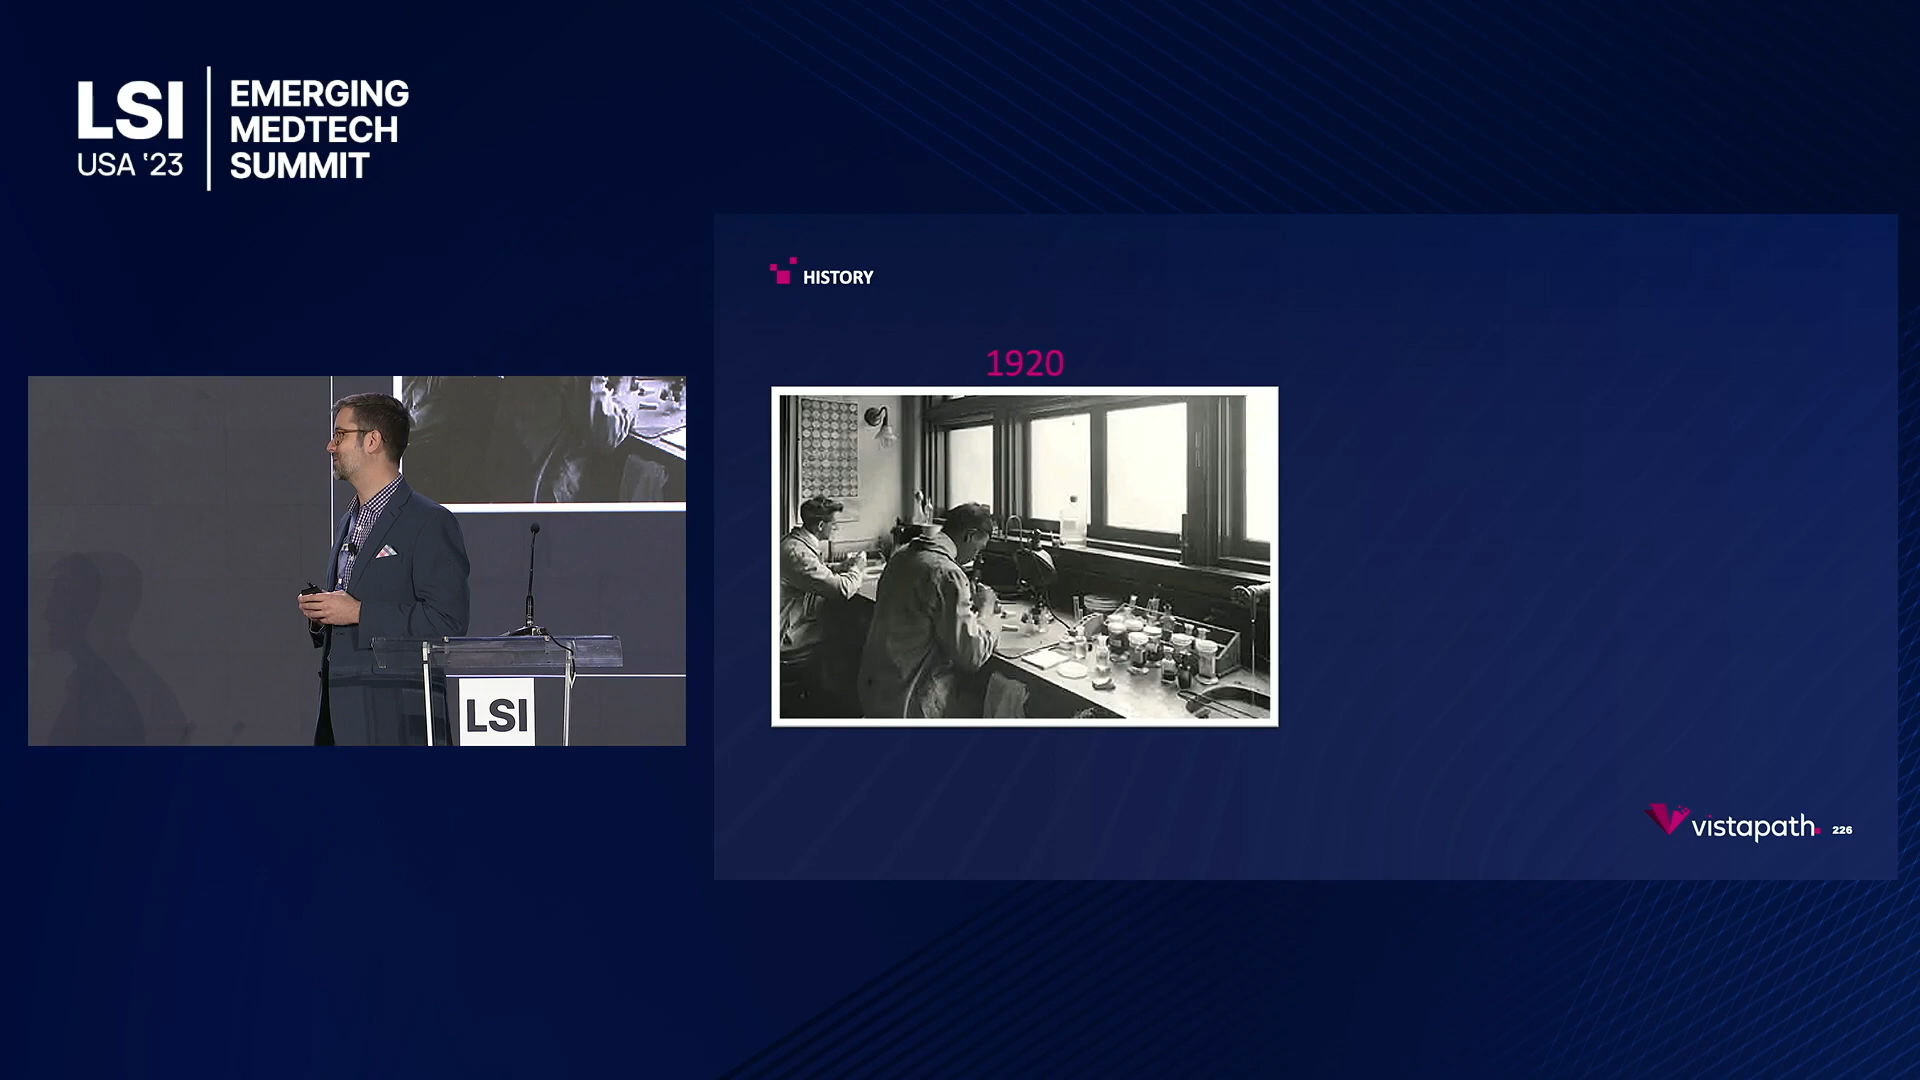 LSI
USA '23
EMERGING
MEDTECH
SUMMIT
HISTORY
1920
LSI
vistapath
226